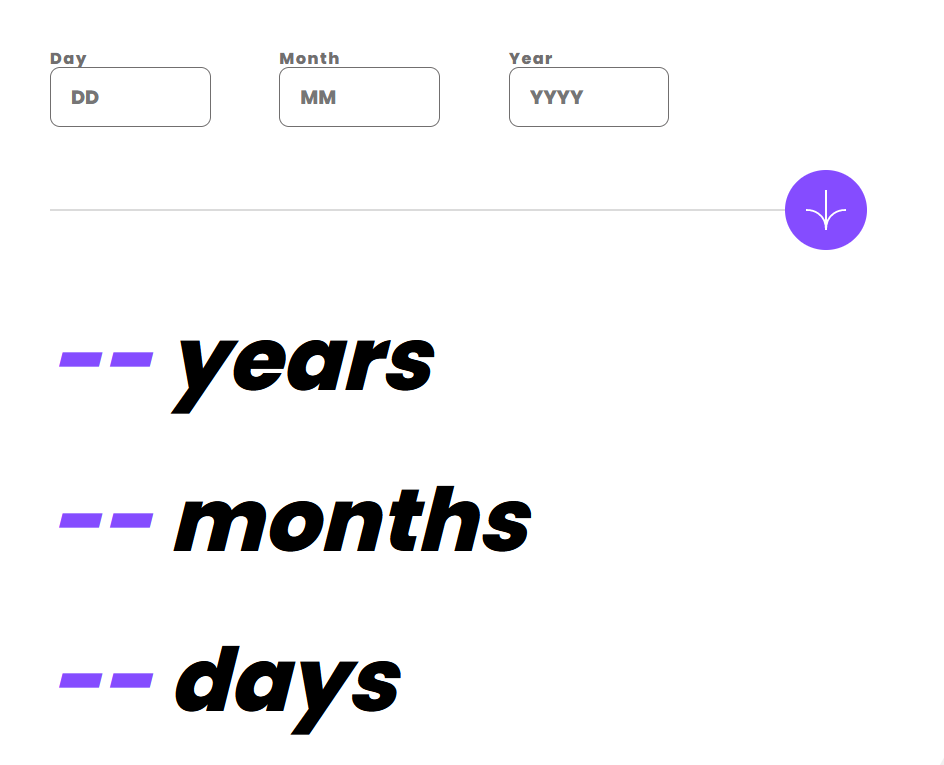 Day Month Year
DD MM YYYY
-- years
-- months
-- days